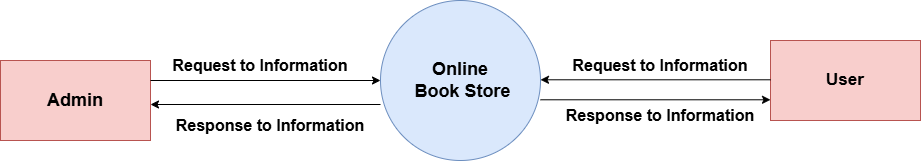 Request to Information
Admin
Response to Information
Online
Book Store
Request to Information
Response to Information
User